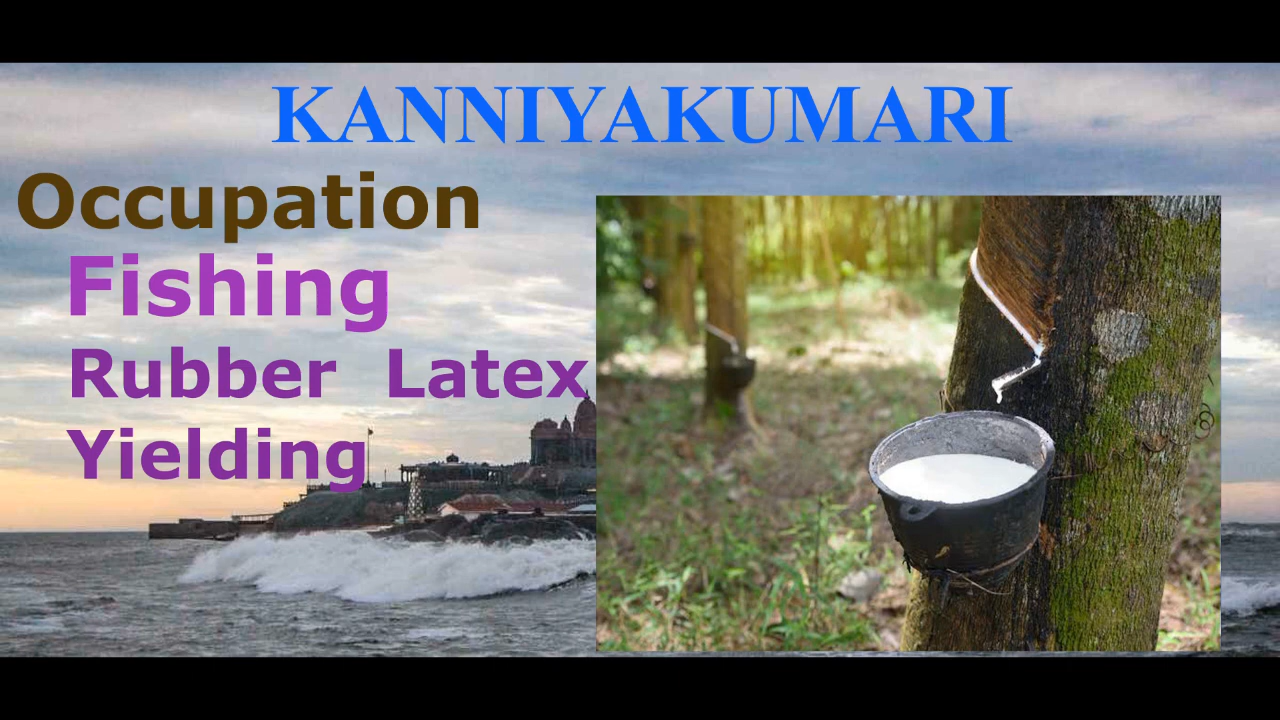 KANNIYAKUMARI
Occupation
Fishing
Rubber Latex
Yielding